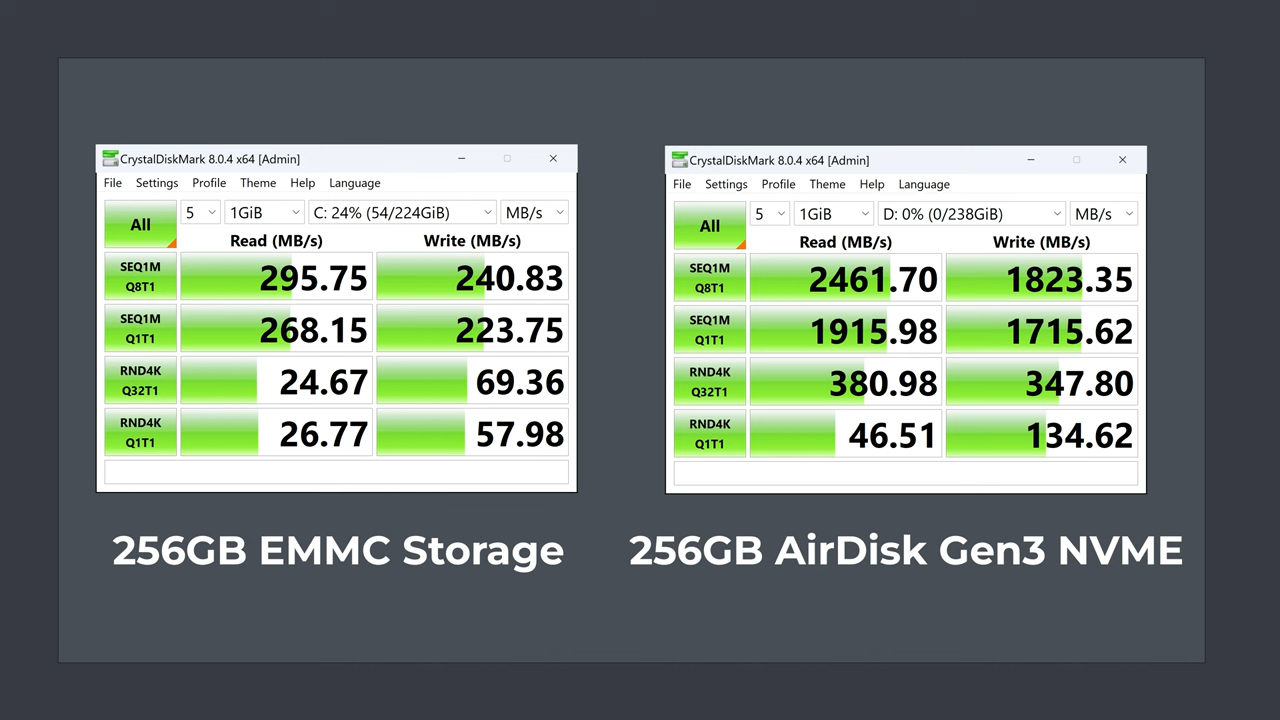 CrystalDiskMark 8.0.4 x64 [Admin]
File Settings Profile Theme Help Language
All 5 1GiB C: 24% (54/224GiB) MB/s
Read (MB/s) Write (MB/s)
SEQ1M Q8T1 295.75 240.83
SEQ1M Q1T1 268.15 223.75
RND4K Q32T1 24.67 69.36
RND4K Q1T1 26.77 57.98
256GB EMMC Storage
CrystalDiskMark 8.0.4 x64 [Admin]
File Settings Profile Theme Help Language
All 5 1GiB D: 0% (0/238GiB) MB/s
Read (MB/s) Write (MB/s)
SEQ1M Q8T1 2461.70 1823.35
SEQ1M Q1T1 1915.98 1715.62
RND4K Q32T1 380.98 347.80
RND4K Q1T1 46.51 134.62
256GB AirDisk Gen3 NVME